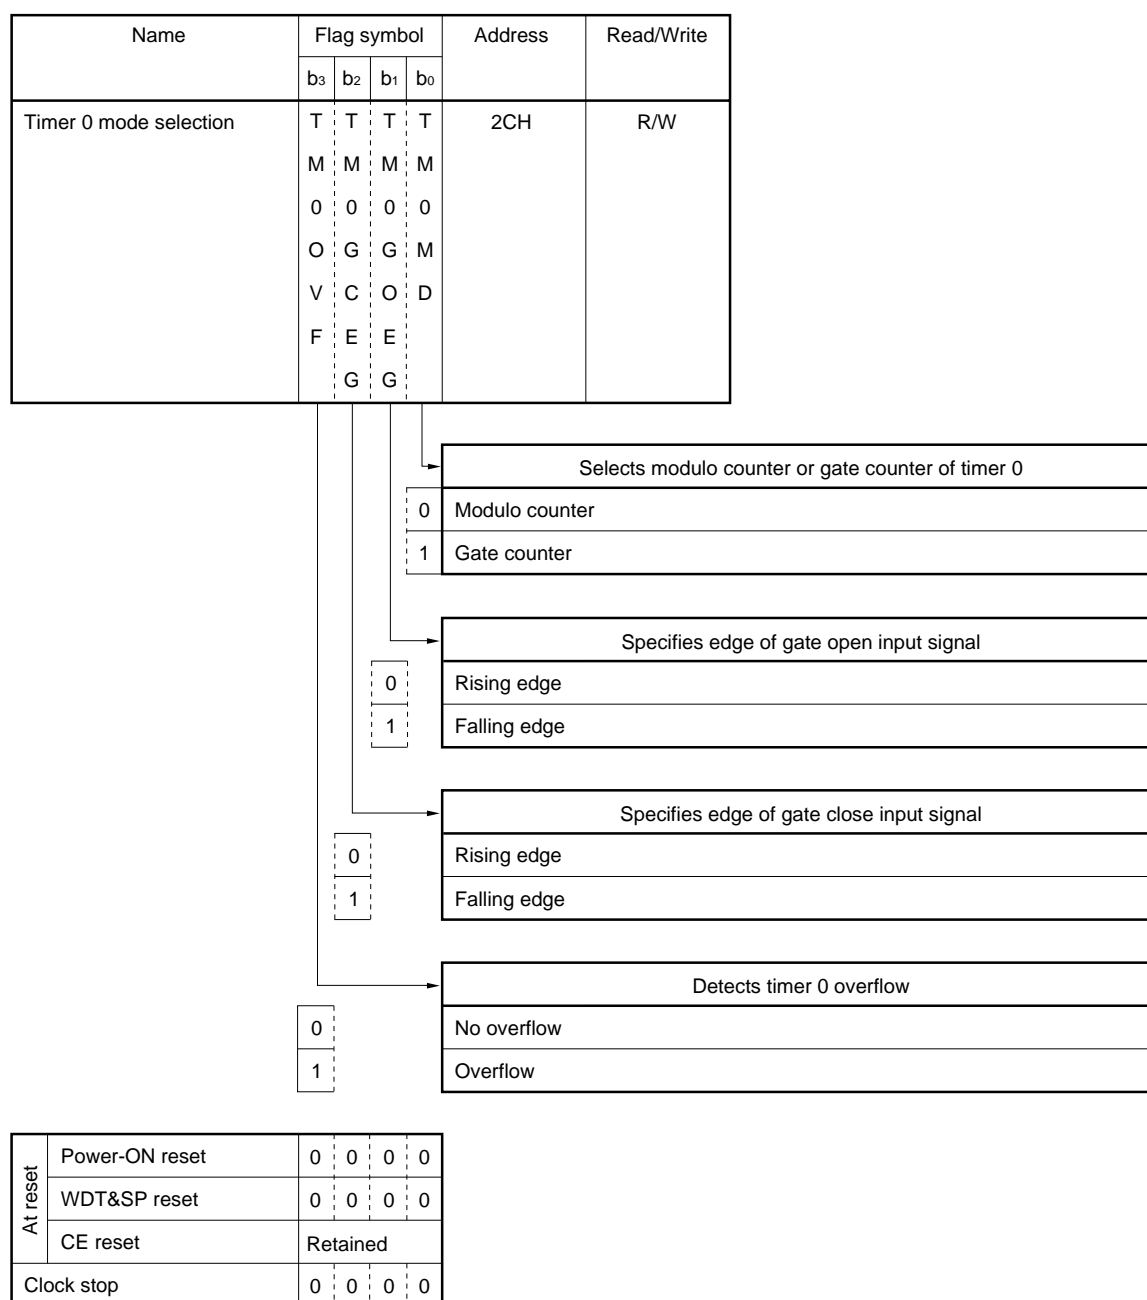 Name Flag symbol Address Read/Write
b3 b2 b1 b0
Timer 0 mode selection T T T T 2CH R/W
M M M M
0 0 0 0
O G G M
V C O D
F E E
G G
Selects modulo counter or gate counter of timer 0
0 Modulo counter
1 Gate counter
Specifies edge of gate open input signal
0 Rising edge
1 Falling edge
Specifies edge of gate close input signal
0 Rising edge
1 Falling edge
Detects timer 0 overflow
0 No overflow
1 Overflow
At reset
Power-ON reset 0 0 0 0
WDT&SP reset 0 0 0 0
CE reset Retained
Clock stop 0 0 0 0